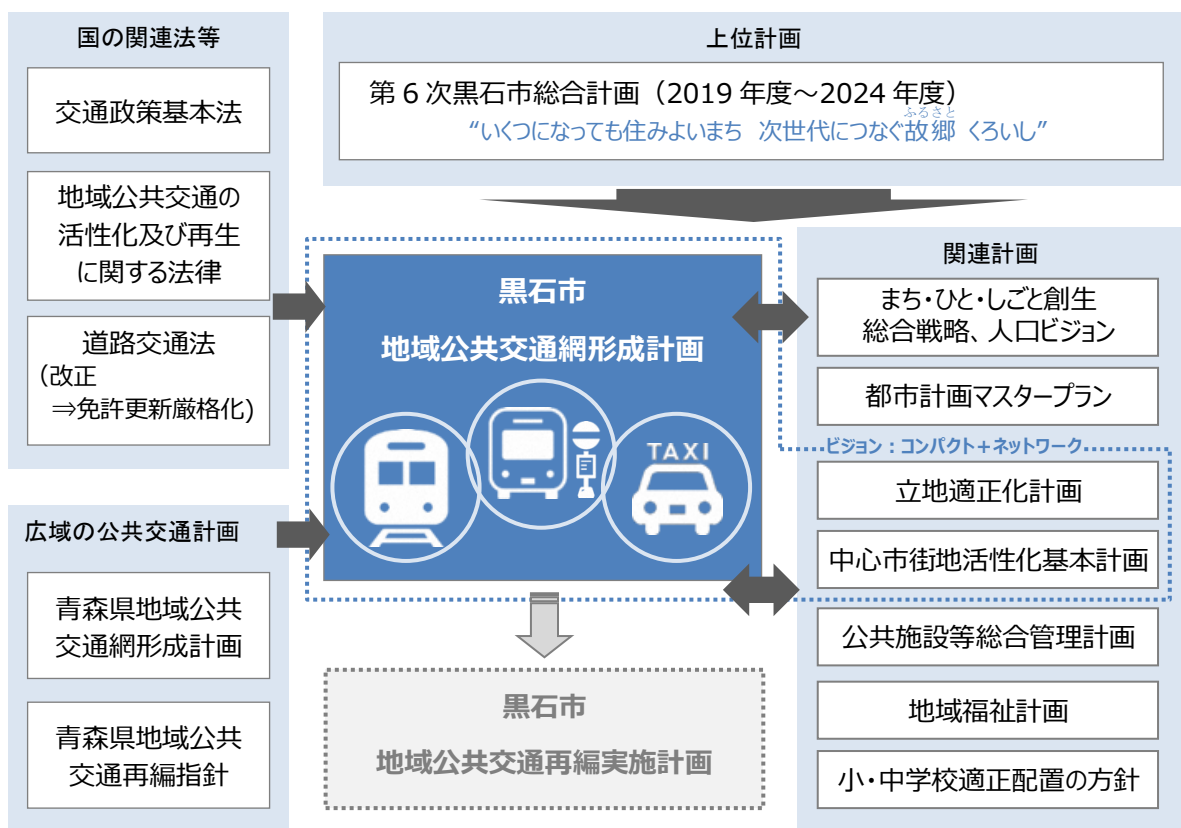 国の関連法等
交通政策基本法
地域公共交通の
活性化及び再生
に関する法律
道路交通法
(改正
⇒免許更新厳格化)
広域の公共交通計画
青森県地域公共
交通網形成計画
青森県地域公共
交通再編指針
上位計画
第6次黒石市総合計画（2019年度～2024年度）
ふるさと
“いくつになっても住みよいまち 次世代につなぐ故郷 くろいし”
黒石市
地域公共交通網形成計画
TAXI
黒石市
地域公共交通再編実施計画
関連計画
まち・ひと・しごと創生
総合戦略、人口ビジョン
都市計画マスタープラン
ビジョン：コンパクト＋ネットワーク
立地適正化計画
中心市街地活性化基本計画
公共施設等総合管理計画
地域福祉計画
小・中学校適正配置の方針